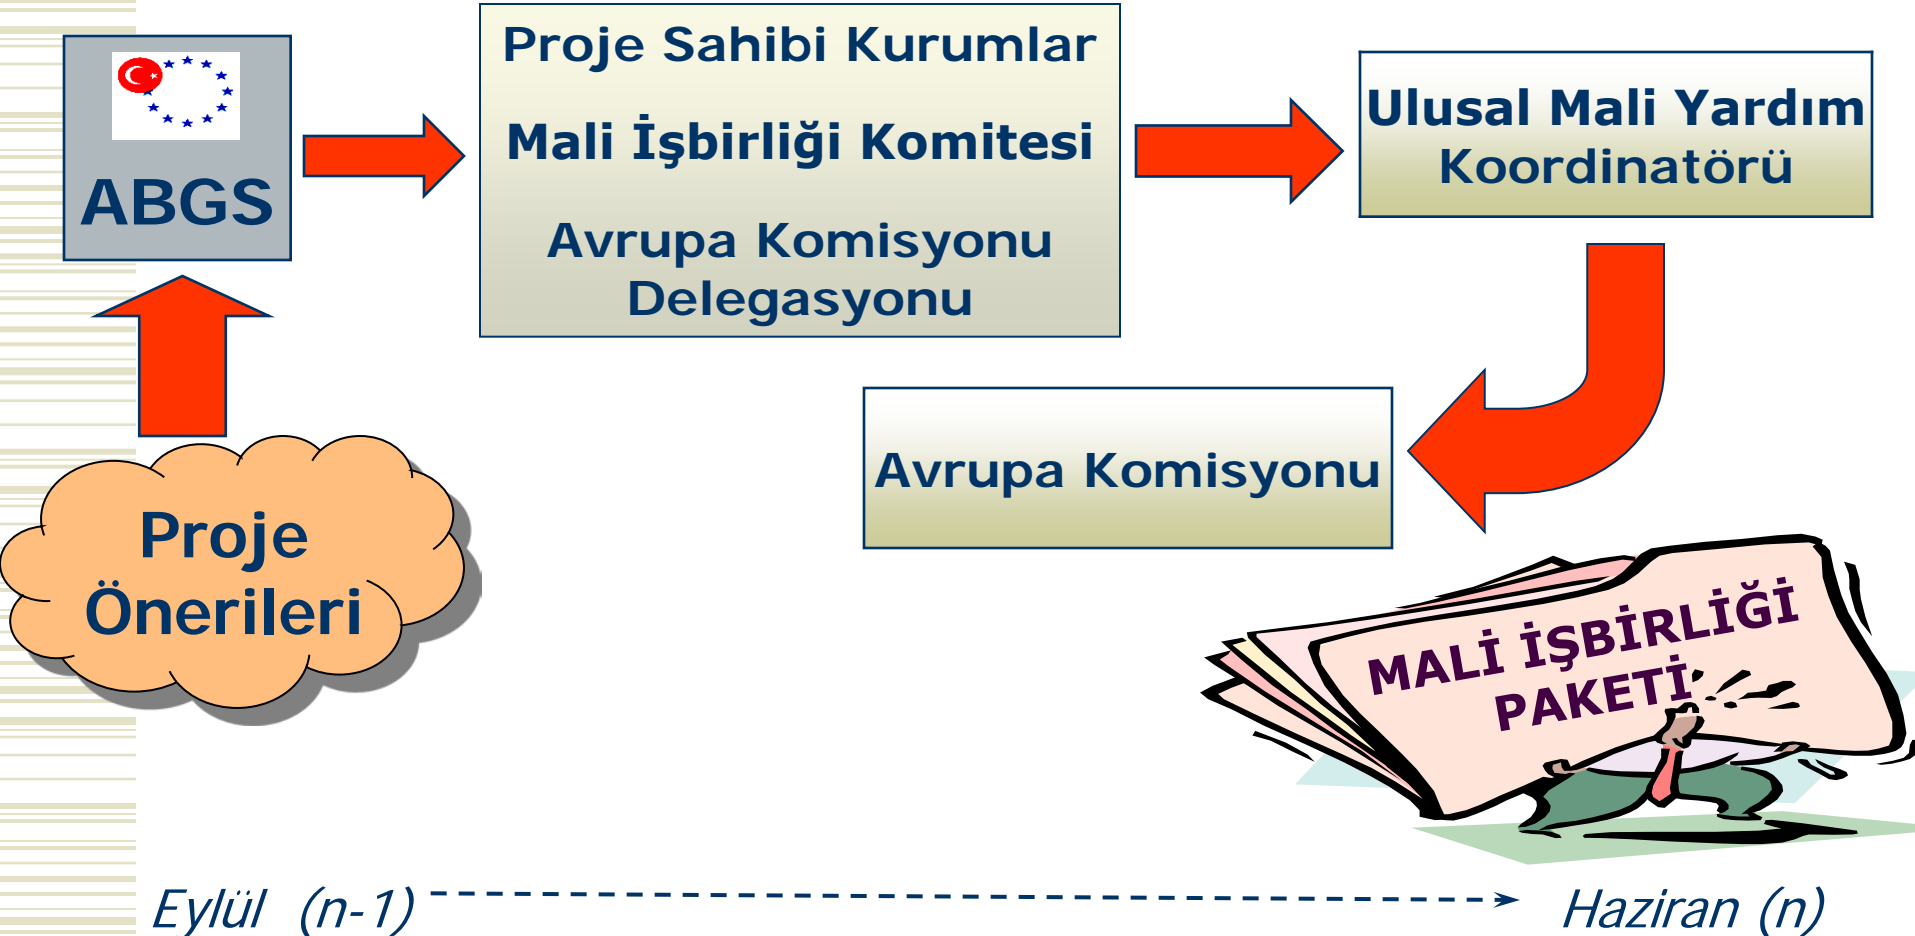 ABGS
Proje Sahibi Kurumlar
Mali İşbirliği Komitesi
Avrupa Komisyonu
Delegasyonu
Ulusal Mali Yardım
Koordinatörü
Avrupa Komisyonu
Proje
Önerileri
MALİ İŞBİRLİĞİ
PAKETİ
Eylül (n-1)
Haziran (n)